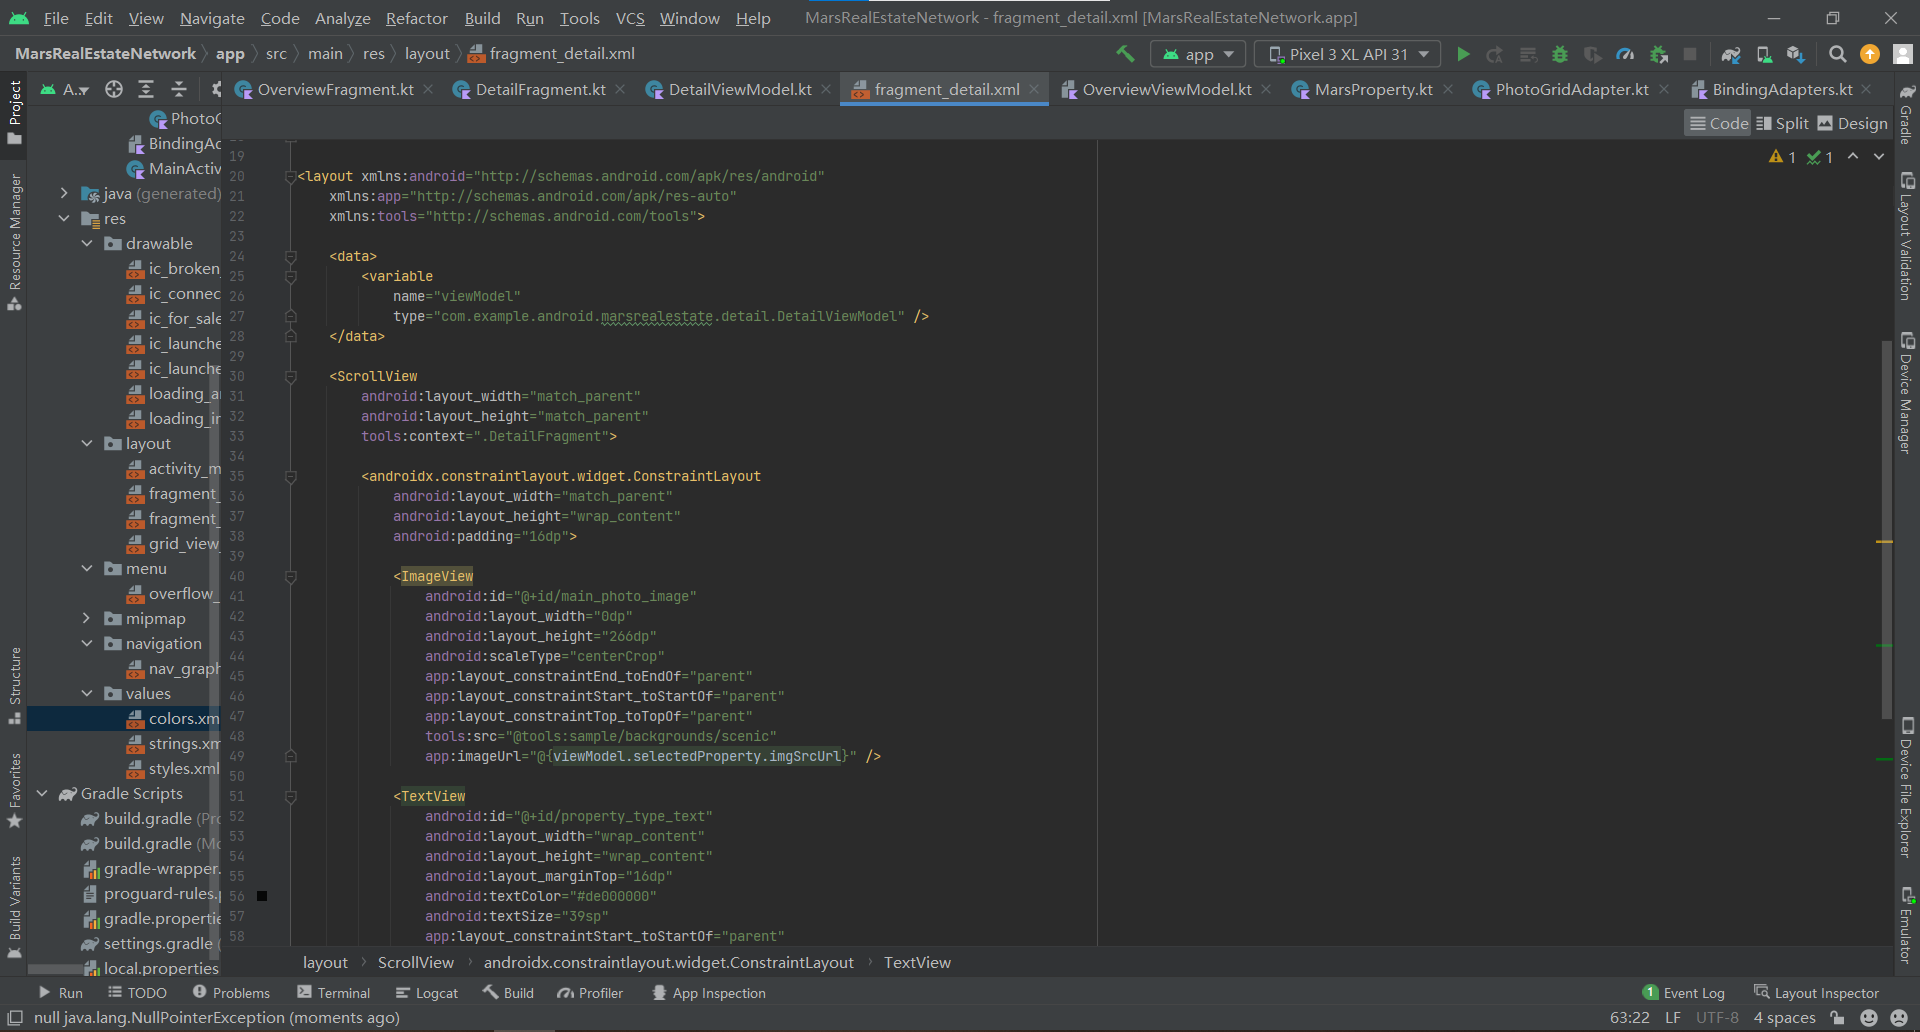 File Edit View Navigate Code Analyze Refactor Build Run Tools VCS Window Help MarsRealEstateNetwork - fragment_detail.xml [MarsRealEstateNetwork.app]
MarsRealEstateNetwork app src main res layout fragment_detail.xml app Pixel 3 XL API 31
A.. OverviewFragment.kt DetailFragment.kt DetailViewModel.kt fragment_detail.xml OverviewViewModel.kt MarsProperty.kt PhotoGridAdapter.kt BindingAdapters.kt
Code Split Design
1 1
Project
Resource Manager
Structure
Favorites
Build Variants
PhotoG
BindingAc
MainActiv
java (generated)
res
drawable
ic_broken_
ic_connec
ic_for_sale
ic_launche
ic_launche
loading_ar
loading_ir
layout
activity_m
fragment_
fragment_
grid_view_
menu
overflow_
mipmap
navigation
nav_graph
values
colors.xm
strings.xm
styles.xml
Gradle Scripts
build.gradle (Prc
build.gradle (Mc
gradle-wrapper.
proguard-rules.
gradle.propertie
settings.gradle (
local.properties
19
20 <layout xmlns:android="http://schemas.android.com/apk/res/android"
21 xmlns:app="http://schemas.android.com/apk/res-auto"
22 xmlns:tools="http://schemas.android.com/tools">
23
24 <data>
25 <variable
26 name="viewModel"
27 type="com.example.android.marsrealestate.detail.DetailViewModel" />
28 </data>
29
30 <ScrollView
31 android:layout_width="match_parent"
32 android:layout_height="match_parent"
33 tools:context=".DetailFragment">
34
35 <androidx.constraintlayout.widget.ConstraintLayout
36 android:layout_width="match_parent"
37 android:layout_height="wrap_content"
38 android:padding="16dp">
39
40 <ImageView
41 android:id="@+id/main_photo_image"
42 android:layout_width="0dp"
43 android:layout_height="266dp"
44 android:scaleType="centerCrop"
45 app:layout_constraintEnd_toEndOf="parent"
46 app:layout_constraintStart_toStartOf="parent"
47 app:layout_constraintTop_toTopOf="parent"
48 tools:src="@tools:sample/backgrounds/scenic"
49 app:imageUrl="@{viewModel.selectedProperty.imgSrcUrl}" />
50
51 <TextView
52 android:id="@+id/property_type_text"
53 android:layout_width="wrap_content"
54 android:layout_height="wrap_content"
55 android:layout_marginTop="16dp"
56 android:textColor="#de000000"
57 android:textSize="39sp"
58 app:layout_constraintStart_toStartOf="parent"
Gradle
Layout Validation
Device Manager
Device File Explorer
Emulator
layout ScrollView androidx.constraintlayout.widget.ConstraintLayout TextView
Run TODO Problems Terminal Logcat Build Profiler App Inspection 1 Event Log Layout Inspector
null java.lang.NullPointerException (moments ago) 63:22 LF UTF-8 4 spaces